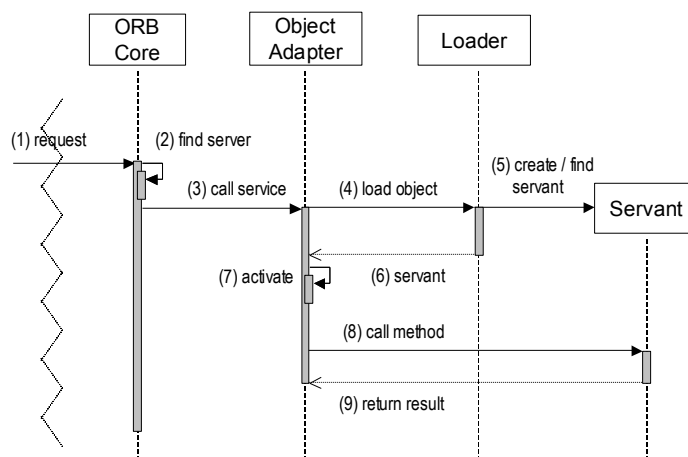 ORB
Core
Object
Adapter
Loader
(1) request
(2) find server
(3) call service
(4) load object
(5) create / find
servant
Servant
(6) servant
(7) activate
(8) call method
(9) return result